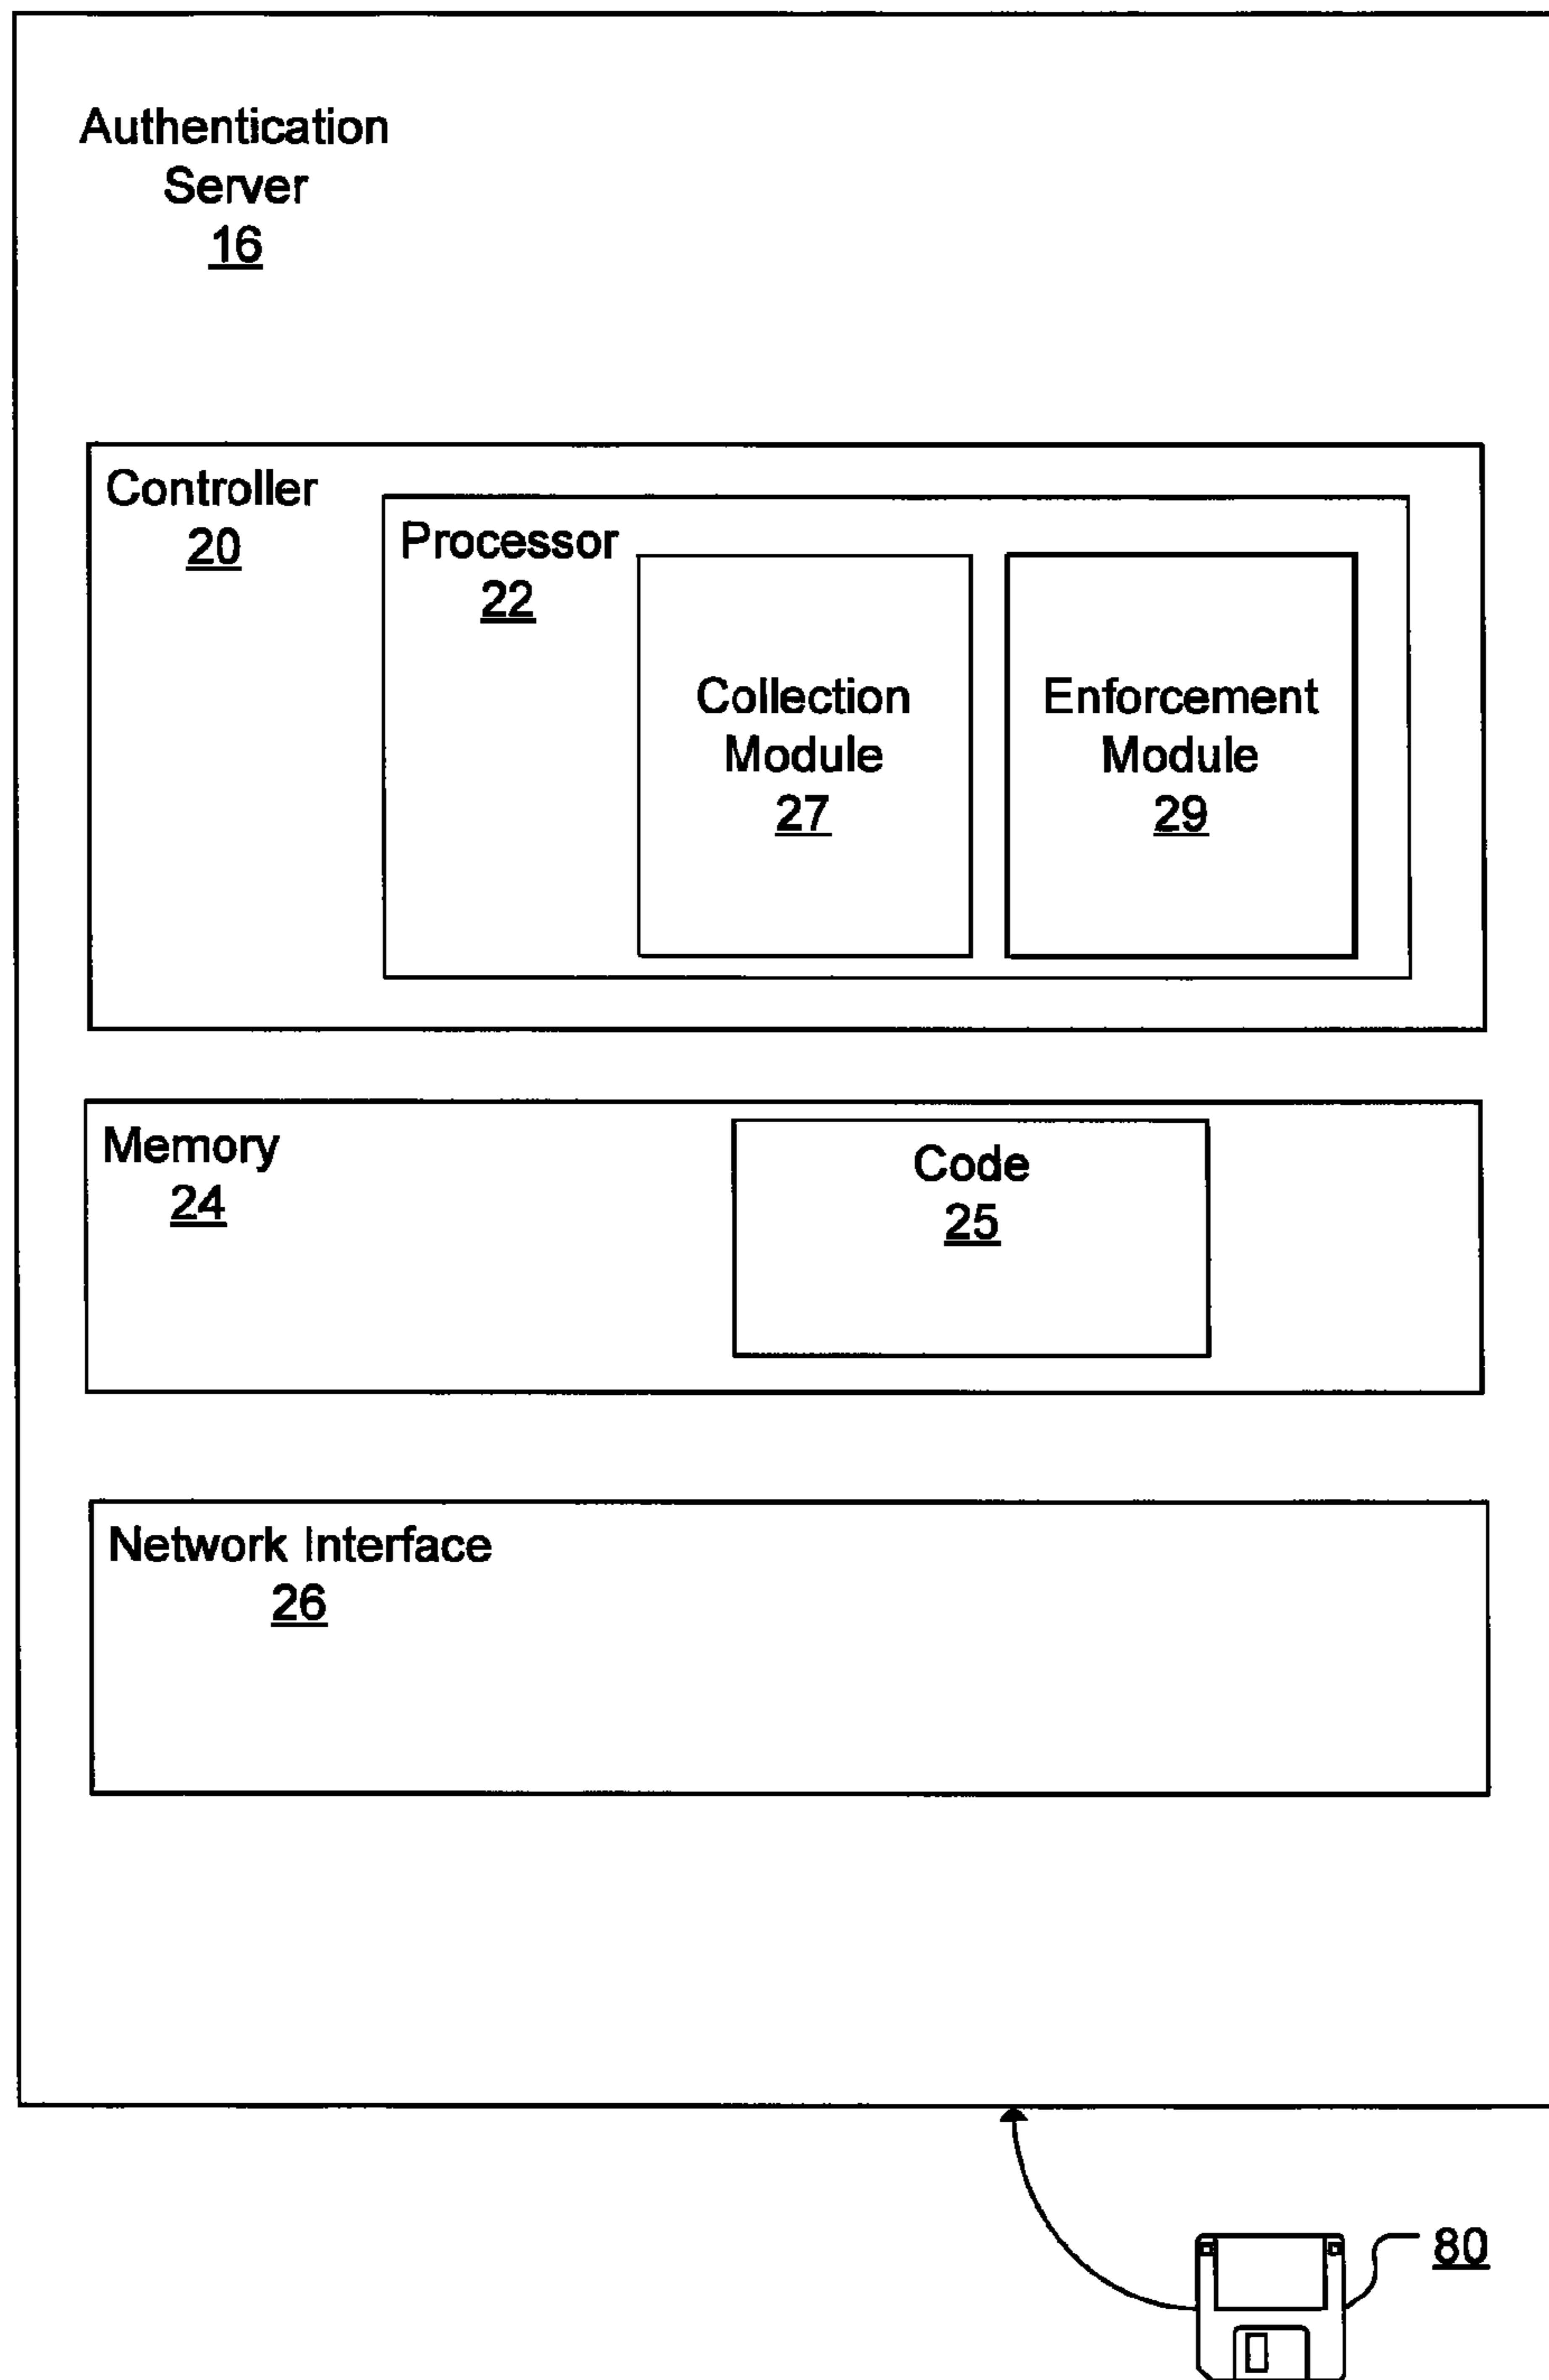 Authentication
Server
16
Controller
20
Processor
22
Collection
Module
27
Enforcement
Module
29
Memory
24
Code
25
Network Interface
26
80